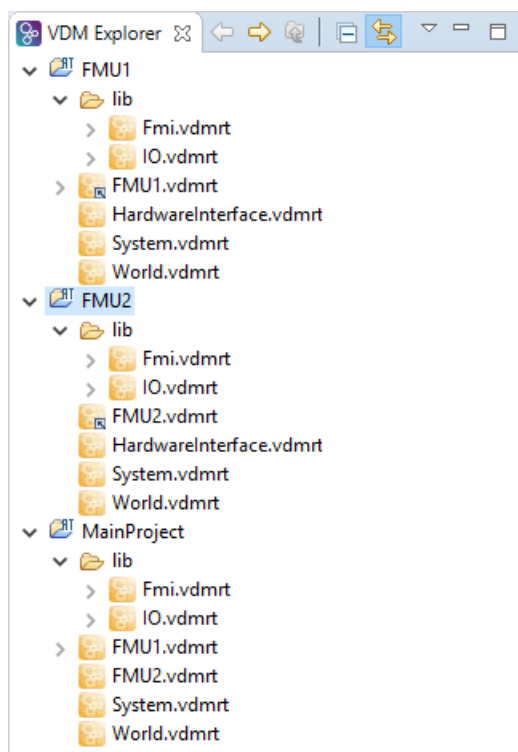 VDM Explorer
FMU1
lib
Fmi.vdmrt
IO.vdmrt
FMU1.vdmrt
HardwareInterface.vdmrt
System.vdmrt
World.vdmrt
FMU2
lib
Fmi.vdmrt
IO.vdmrt
FMU2.vdmrt
HardwareInterface.vdmrt
System.vdmrt
World.vdmrt
MainProject
lib
Fmi.vdmrt
IO.vdmrt
FMU1.vdmrt
FMU2.vdmrt
System.vdmrt
World.vdmrt